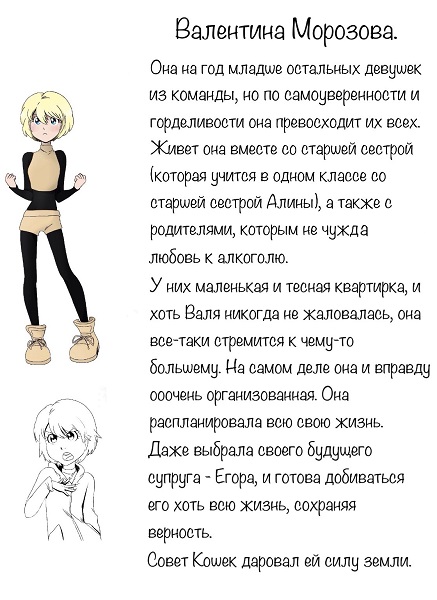 Валентина Морозова.
Она на год младше остальных девушек
из команды, но по самоуверенности и
горделивости она превосходит их всех.
Живет она вместе со старшей сестрой
(которая учится в одном классе со
старшей сестрой Алины), а также с
родителями, которым не чужда
любовь к алкоголю.
У них маленькая и тесная квартирка, и
хоть Валя никогда не жаловалась, она
все-таки стремится к чему-то
большему. На самом деле она и вправду
ооочень организованная. Она
распланировала всю свою жизнь.
Даже выбрала своего будущего
супруга - Егора, и готова добиваться
его хоть всю жизнь, сохраняя
верность.
Совет Кошек даровал ей силу земли.